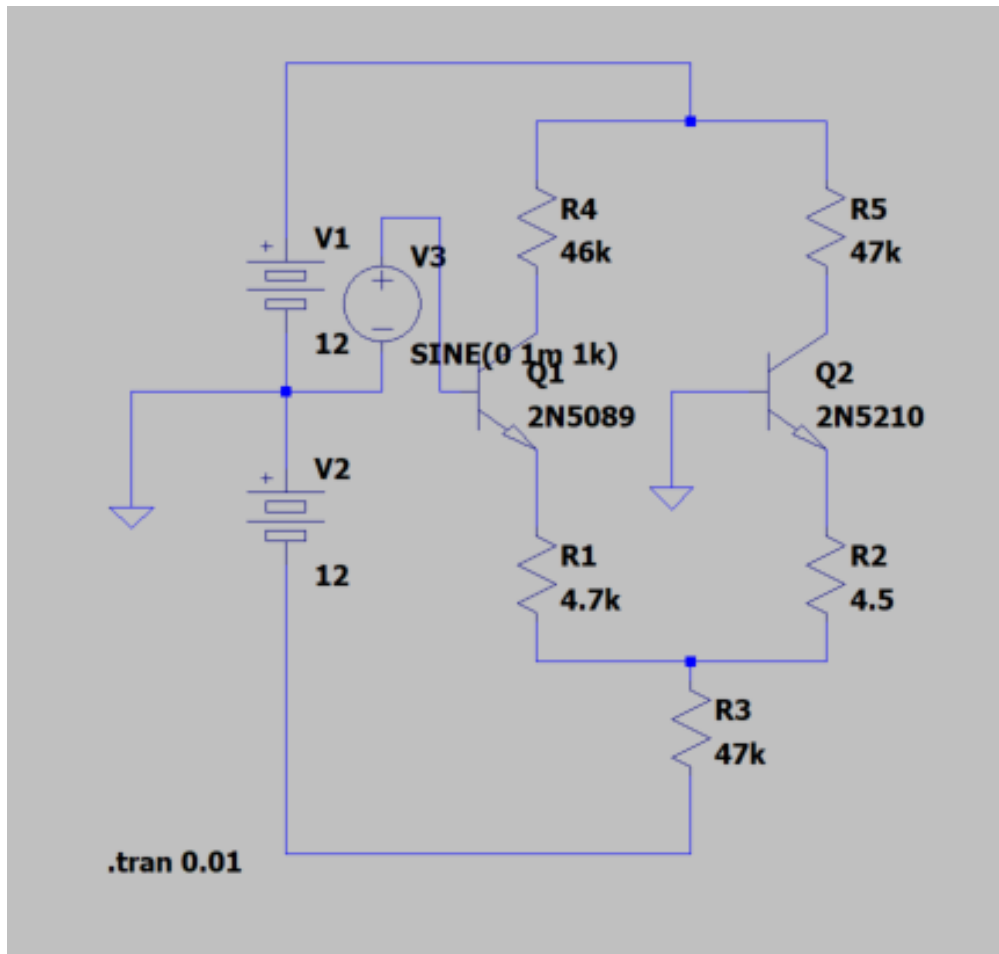 R4
46k
R5
47k
+
V1
12
V3
+
SINE(0 1m 1k)
Q1
2N5089
Q2
2N5210
+
V2
12
R1
4.7k
R2
4.5
R3
47k
.tran 0.01